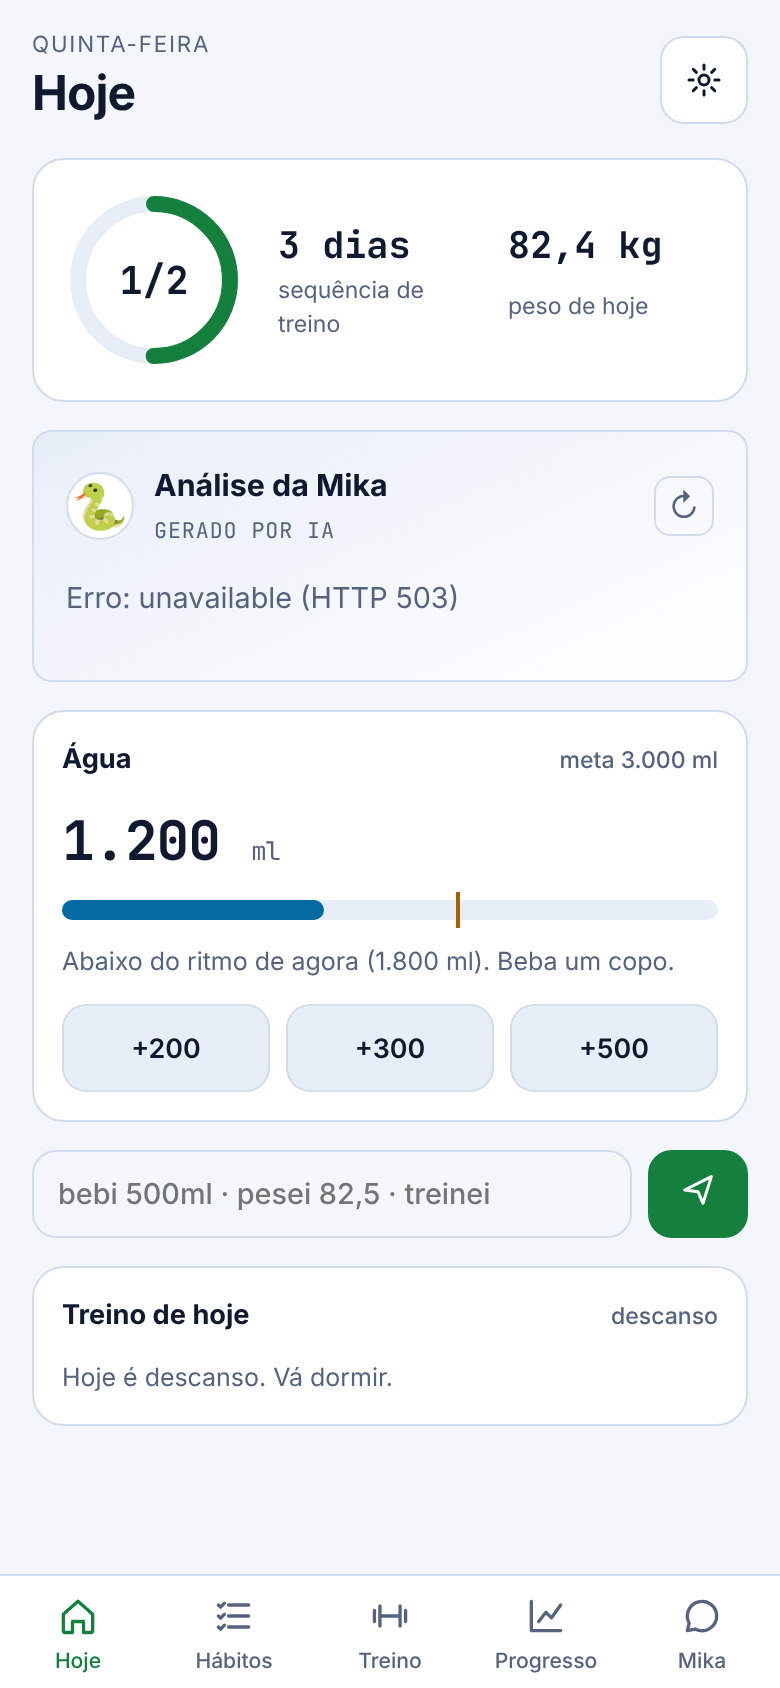 QUINTA-FEIRA
Hoje
1/2
3 dias
sequência de
treino
82,4 kg
peso de hoje
Análise da Mika
GERADO POR IA
Erro: unavailable (HTTP 503)
Água
meta 3.000 ml
1.200 ml
Abaixo do ritmo de agora (1.800 ml). Beba um copo.
+200
+300
+500
bebi 500ml · pesei 82,5 · treinei
Treino de hoje
descanso
Hoje é descanso. Vá dormir.
Hoje
Hábitos
Treino
Progresso
Mika